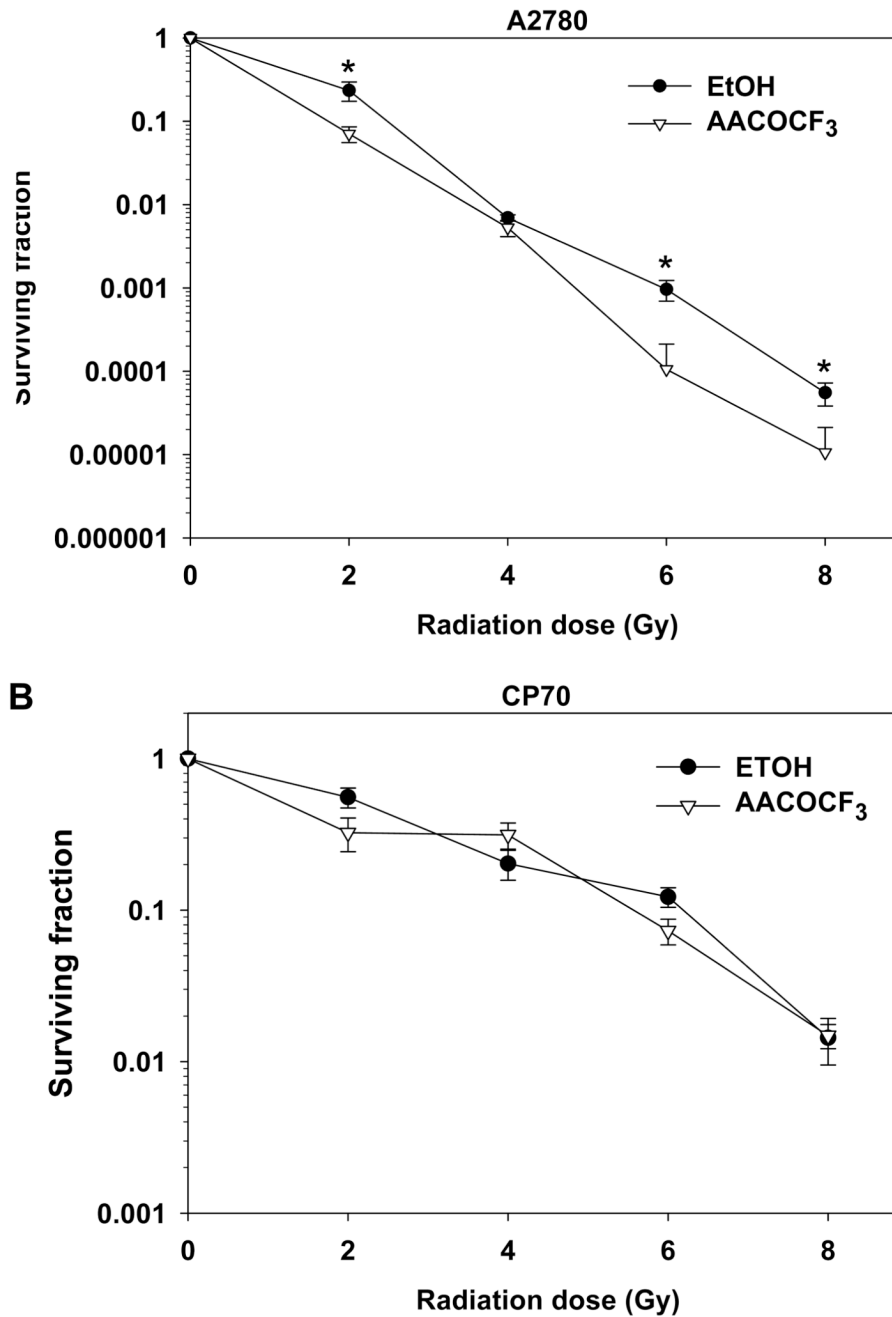 A2780
1
0.1
0.01
0.001
0.0001
0.00001
0.000001
Surviving fraction
*
*
*
EtOH
AACOCF3
0 2 4 6 8
Radiation dose (Gy)
B
CP70
1
0.1
0.01
0.001
Surviving fraction
ETOH
AACOCF3
0 2 4 6 8
Radiation dose (Gy)